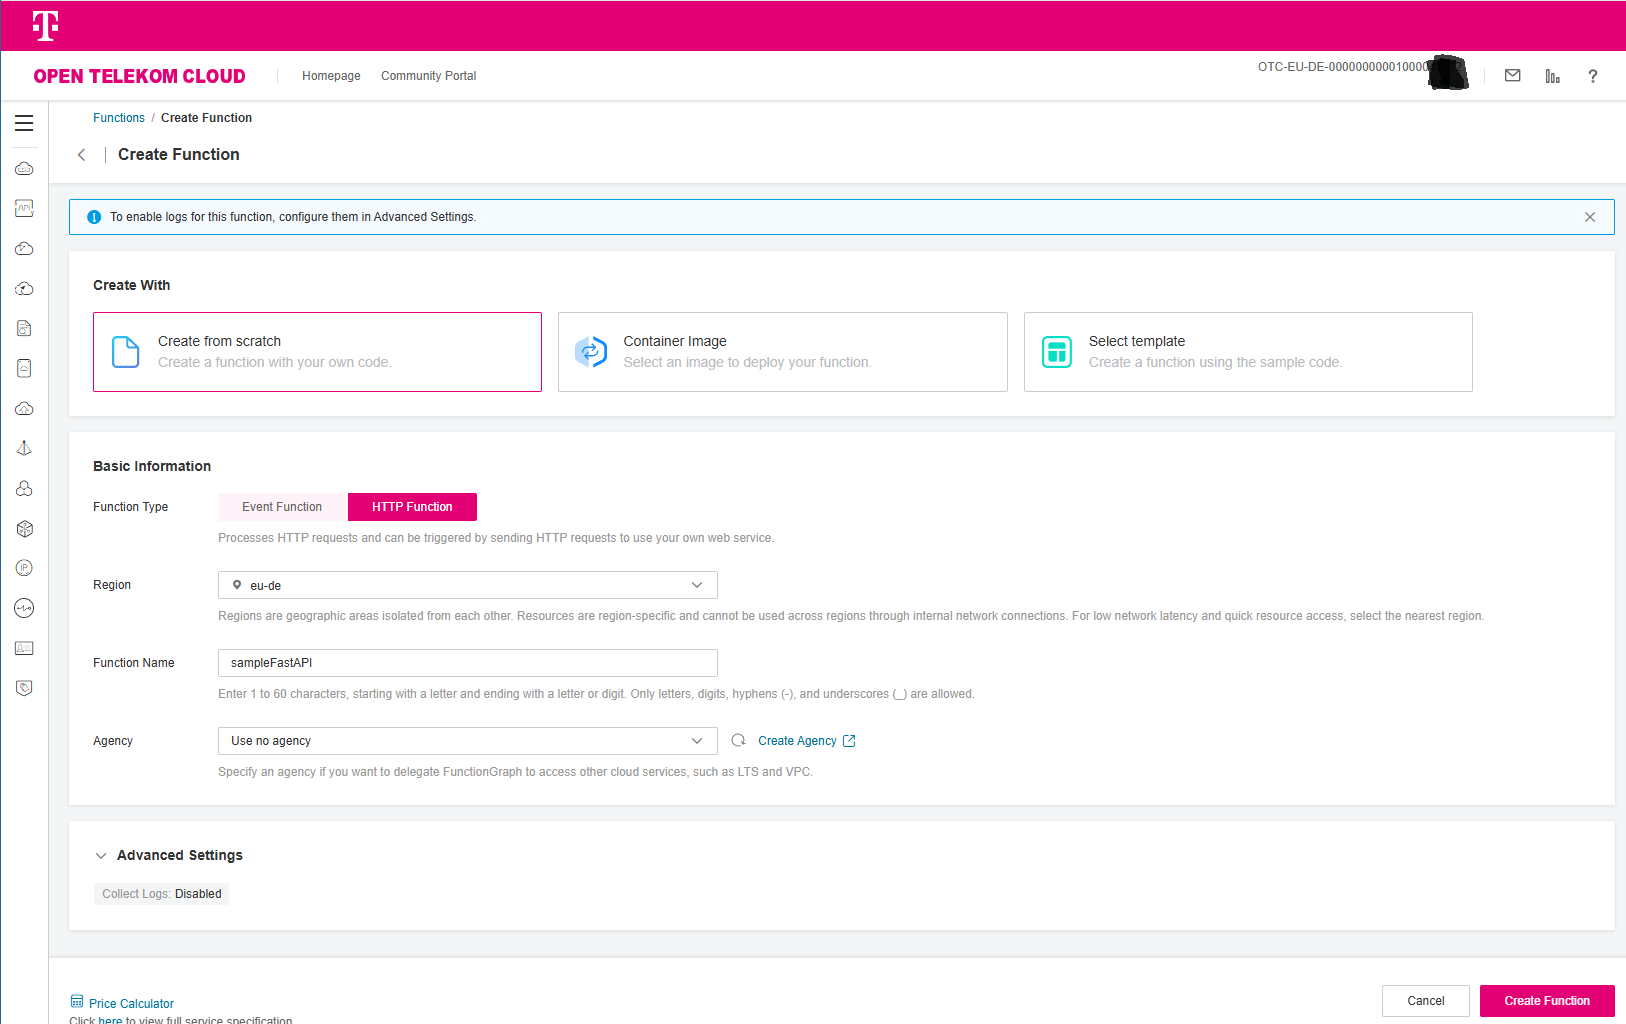 T
OPEN TELEKOM CLOUD
Homepage
Community Portal
OTC-EU-DE-000000000010000
?
Functions / Create Function
Create Function
To enable logs for this function, configure them in Advanced Settings.
Create With
Create from scratch
Create a function with your own code.
Container Image
Select an image to deploy your function.
Select template
Create a function using the sample code.
Basic Information
Function Type
Event Function
HTTP Function
Processes HTTP requests and can be triggered by sending HTTP requests to use your own web service.
Region
eu-de
Regions are geographic areas isolated from each other. Resources are region-specific and cannot be used across regions through internal network connections. For low network latency and quick resource access, select the nearest region.
Function Name
sampleFastAPI
Enter 1 to 60 characters, starting with a letter and ending with a letter or digit. Only letters, digits, hyphens (-), and underscores (_) are allowed.
Agency
Use no agency
Create Agency
Specify an agency if you want to delegate FunctionGraph to access other cloud services, such as LTS and VPC.
Advanced Settings
Collect Logs: Disabled
Price Calculator
Click here to view full service specification
Cancel
Create Function